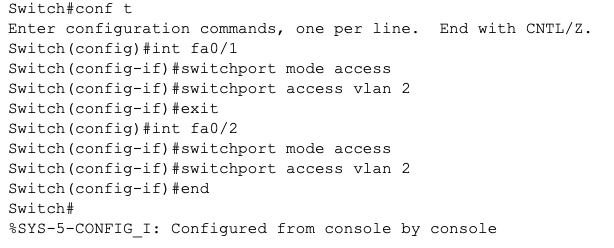 Switch#conf t
Enter configuration commands, one per line.  End with CNTL/Z.
Switch(config)#int fa0/1
Switch(config-if)#switchport mode access
Switch(config-if)#switchport access vlan 2
Switch(config-if)#exit
Switch(config)#int fa0/2
Switch(config-if)#switchport mode access
Switch(config-if)#switchport access vlan 2
Switch(config-if)#end
Switch#
%SYS-5-CONFIG_I: Configured from console by console